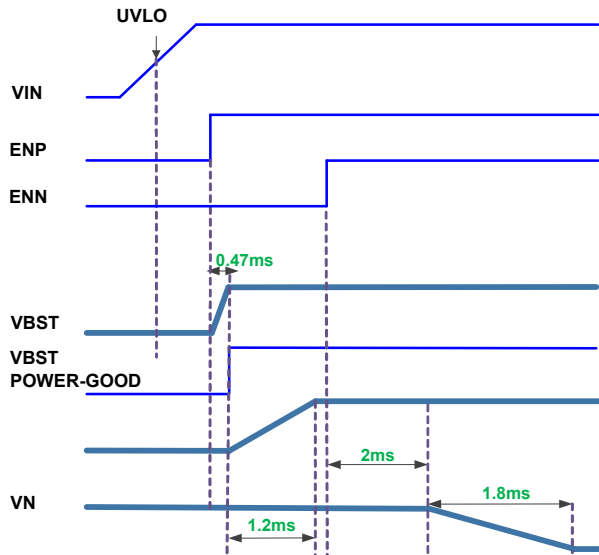 UVLO
VIN
ENP
ENN
0.47ms
VBST
VBST
POWER-GOOD
2ms
VN
1.8ms
1.2ms